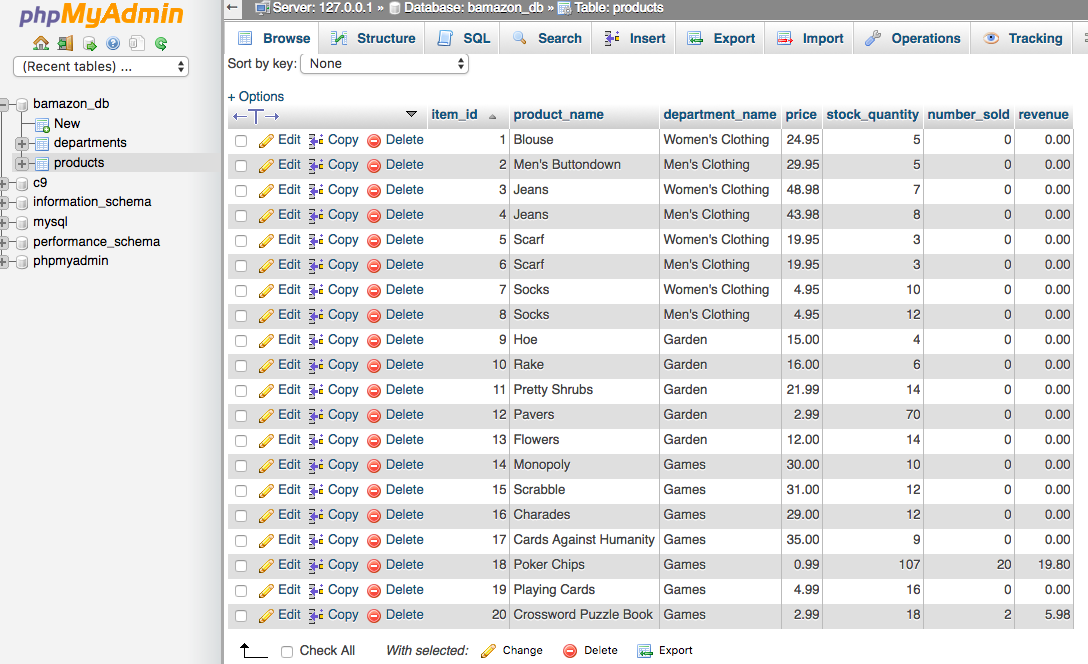 phpMyAdmin
(Recent tables) ...
bamazon_db
New
departments
products
c9
information_schema
mysql
performance_schema
phpmyadmin
Server: 127.0.0.1 » Database: bamazon_db » Table: products
Browse Structure SQL Search Insert Export Import Operations Tracking
Sort by key: None
+ Options
item_id product_name department_name price stock_quantity number_sold revenue
Edit Copy Delete 1 Blouse Women's Clothing 24.95 5 0 0.00
Edit Copy Delete 2 Men's Buttondown Men's Clothing 29.95 5 0 0.00
Edit Copy Delete 3 Jeans Women's Clothing 48.98 7 0 0.00
Edit Copy Delete 4 Jeans Men's Clothing 43.98 8 0 0.00
Edit Copy Delete 5 Scarf Women's Clothing 19.95 3 0 0.00
Edit Copy Delete 6 Scarf Men's Clothing 19.95 3 0 0.00
Edit Copy Delete 7 Socks Women's Clothing 4.95 10 0 0.00
Edit Copy Delete 8 Socks Men's Clothing 4.95 12 0 0.00
Edit Copy Delete 9 Hoe Garden 15.00 4 0 0.00
Edit Copy Delete 10 Rake Garden 16.00 6 0 0.00
Edit Copy Delete 11 Pretty Shrubs Garden 21.99 14 0 0.00
Edit Copy Delete 12 Pavers Garden 2.99 70 0 0.00
Edit Copy Delete 13 Flowers Garden 12.00 14 0 0.00
Edit Copy Delete 14 Monopoly Games 30.00 10 0 0.00
Edit Copy Delete 15 Scrabble Games 31.00 12 0 0.00
Edit Copy Delete 16 Charades Games 29.00 12 0 0.00
Edit Copy Delete 17 Cards Against Humanity Games 35.00 9 0 0.00
Edit Copy Delete 18 Poker Chips Games 0.99 107 20 19.80
Edit Copy Delete 19 Playing Cards Games 4.99 16 0 0.00
Edit Copy Delete 20 Crossword Puzzle Book Games 2.99 18 2 5.98
Check All With selected: Change Delete Export